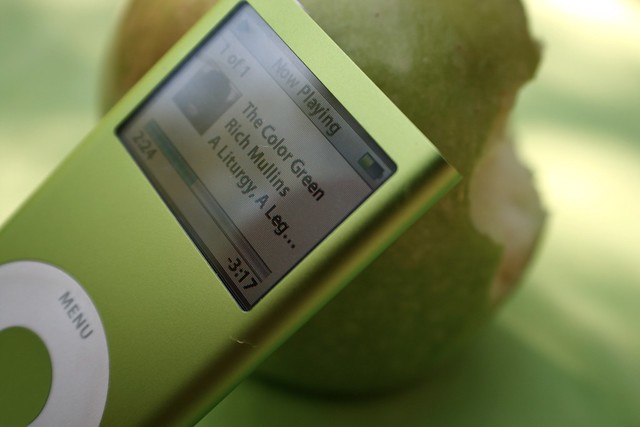 Now Playing
1 of 1
The Color Green
Rich Mullins
A Liturgy, A Leg...
2:24
-3:17
MENU